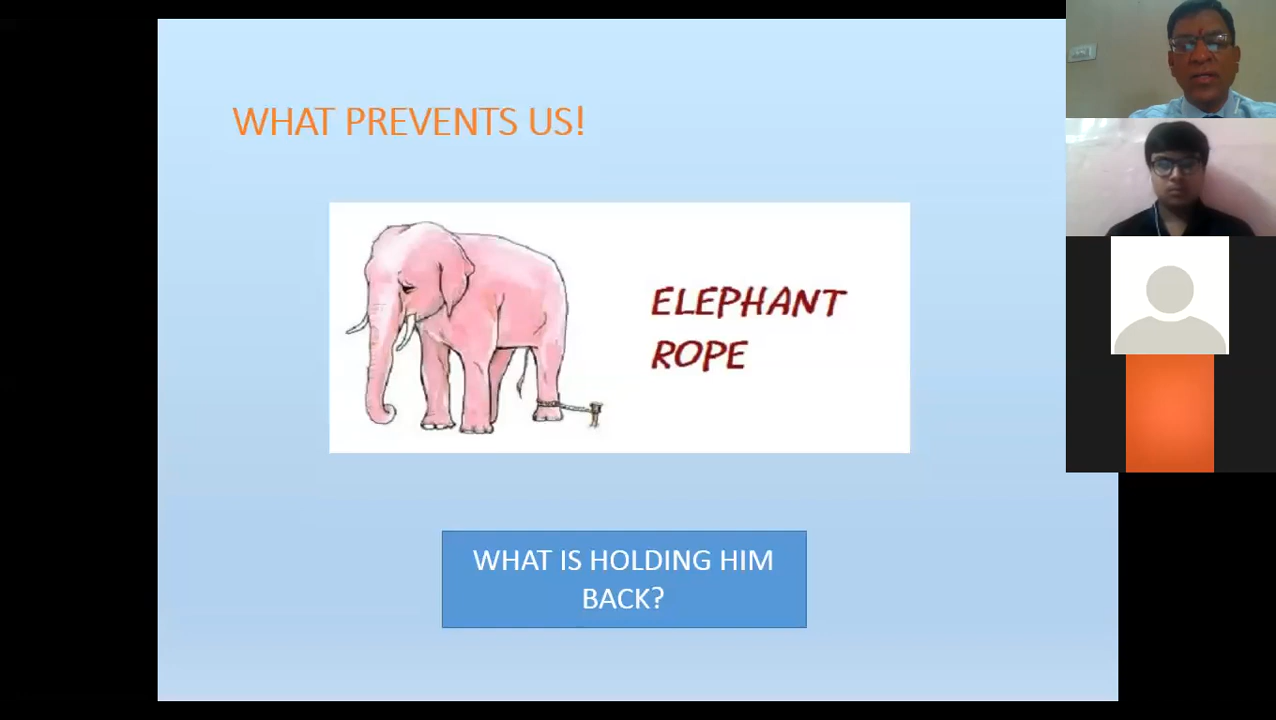 WHAT PREVENTS US!
ELEPHANT
ROPE
WHAT IS HOLDING HIM
BACK?